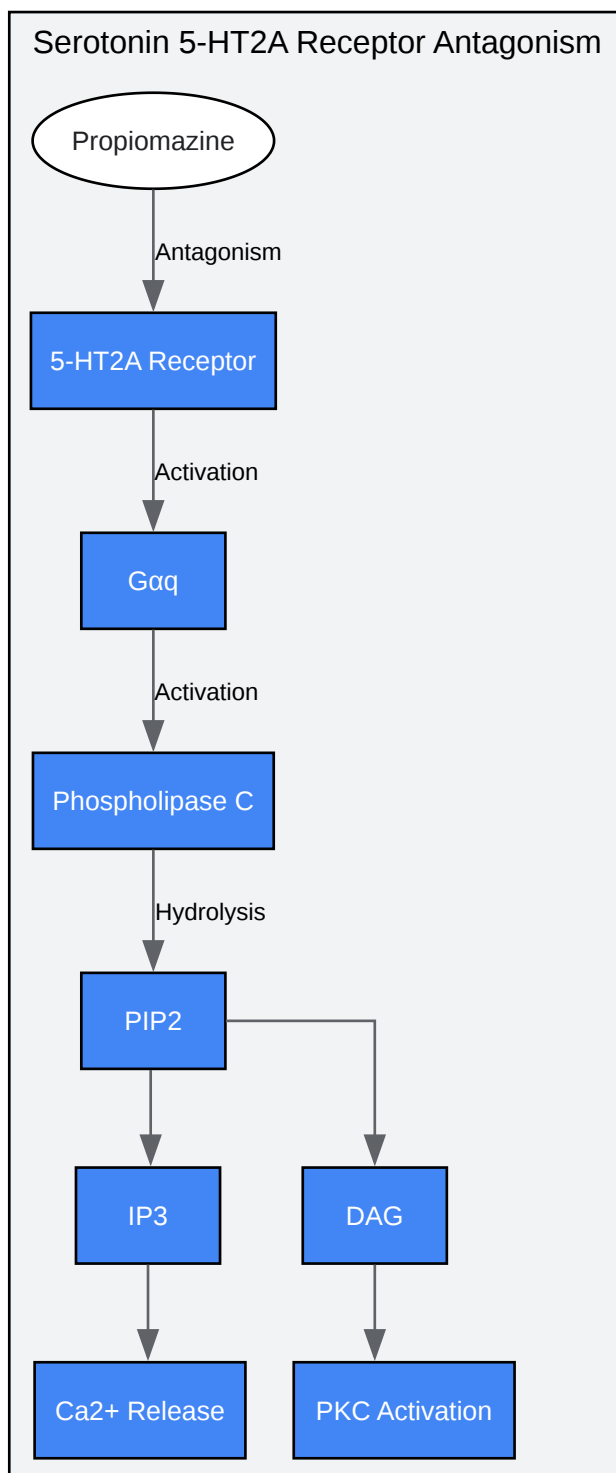 Serotonin 5-HT2A Receptor Antagonism
Propiomazine
Antagonism
5-HT2A Receptor
Activation
Gαq
Activation
Phospholipase C
Hydrolysis
PIP2
IP3
DAG
Ca2+ Release
PKC Activation